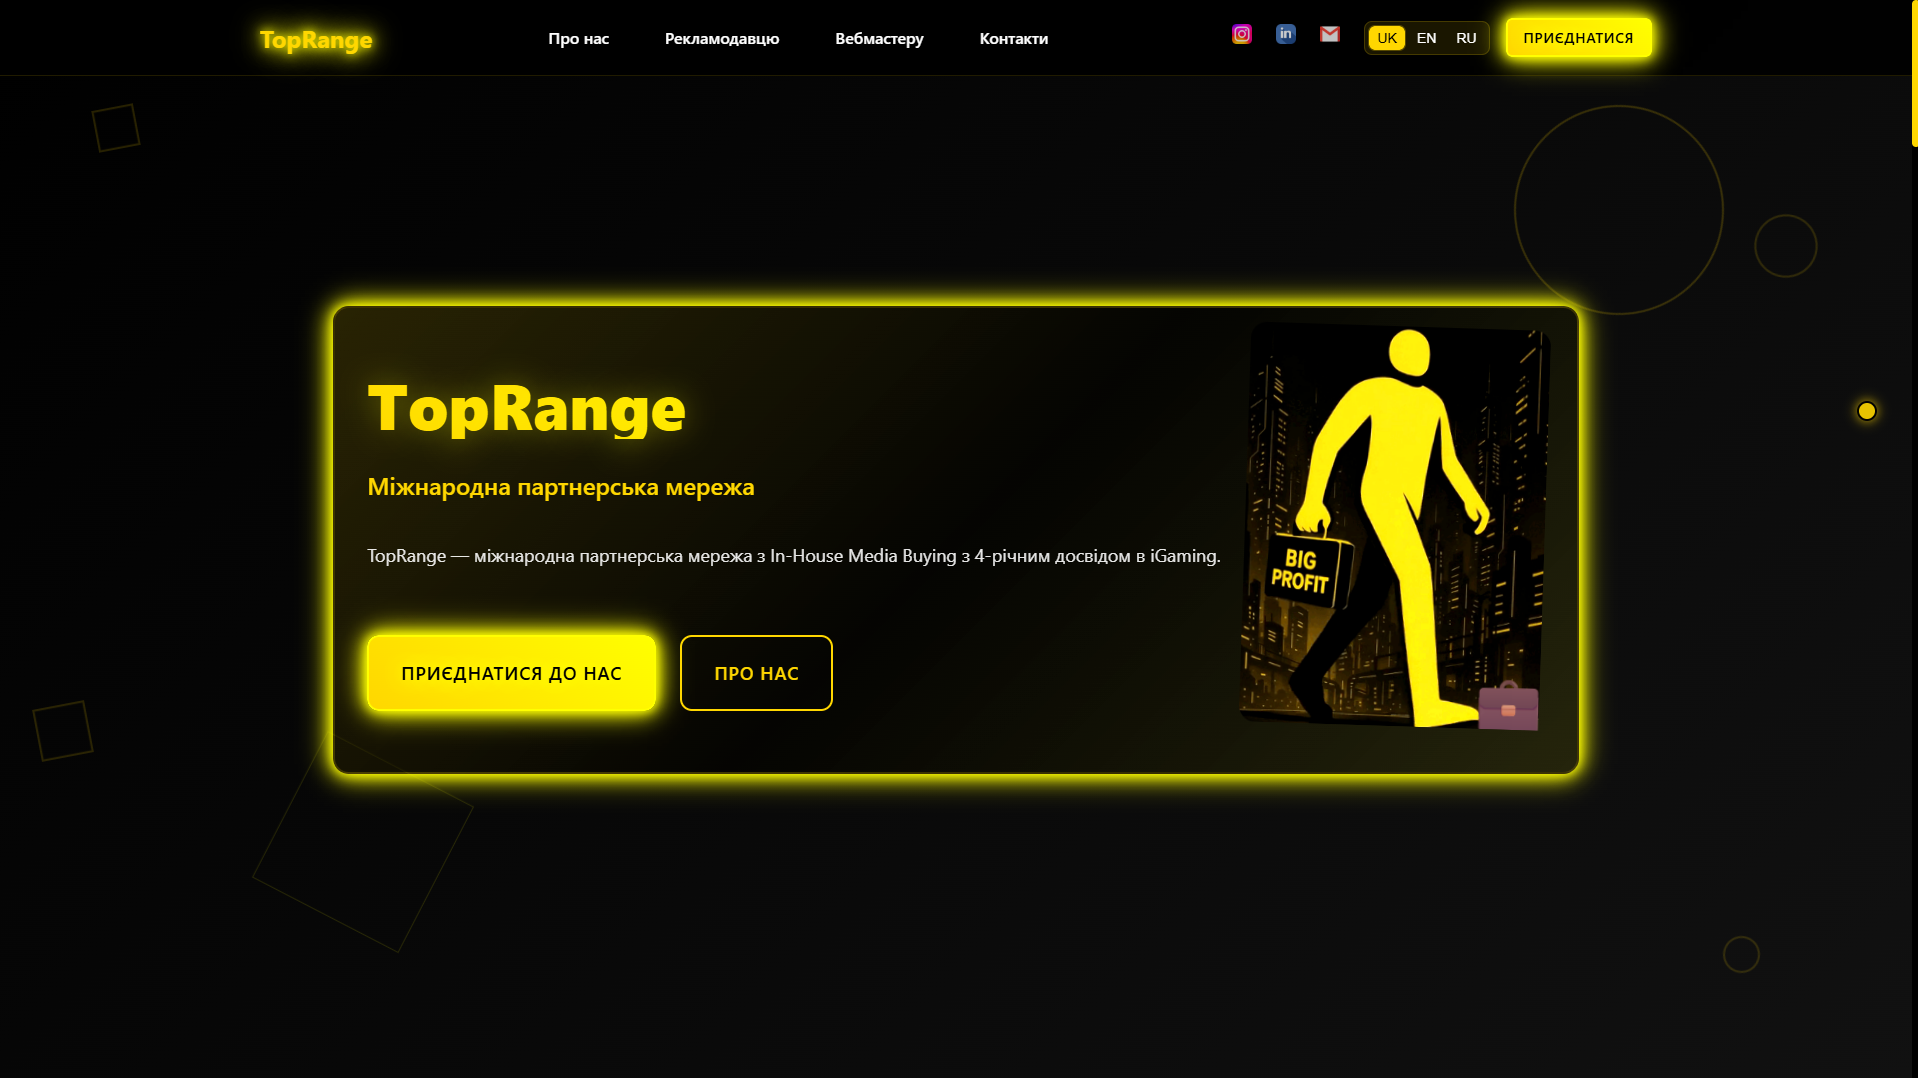 TopRange
Про нас
Рекламодавцю
Вебмастеру
Контакти
UK
EN
RU
ПРИЄДНАТИСЯ
TopRange
Міжнародна партнерська мережа
TopRange — міжнародна партнерська мережа з In-House Media Buying з 4-річним досвідом в iGaming.
ПРИЄДНАТИСЯ ДО НАС
ПРО НАС
BIG
PROFIT